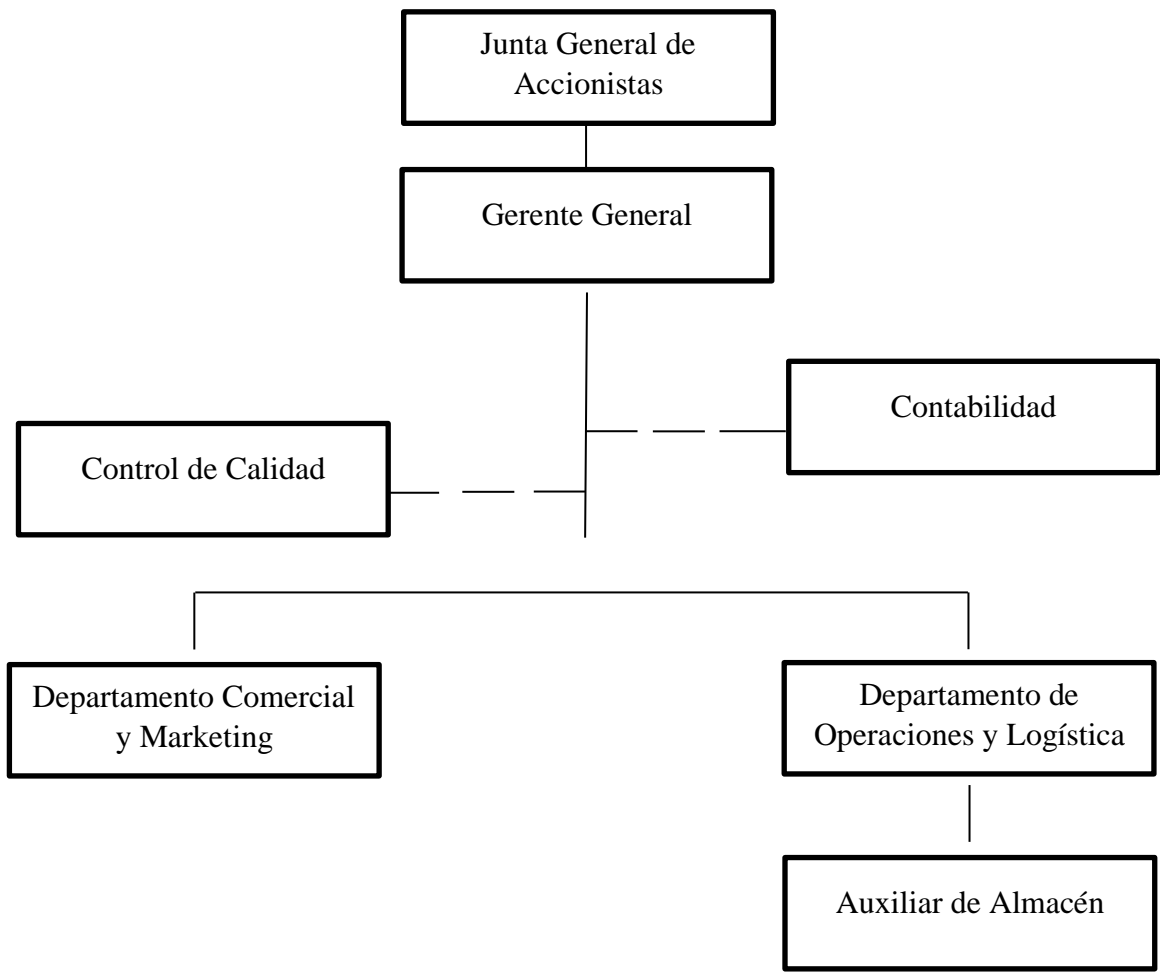 Junta General de
Accionistas
Gerente General
Contabilidad
Control de Calidad
Departamento Comercial
y Marketing
Departamento de
Operaciones y Logística
Auxiliar de Almacén